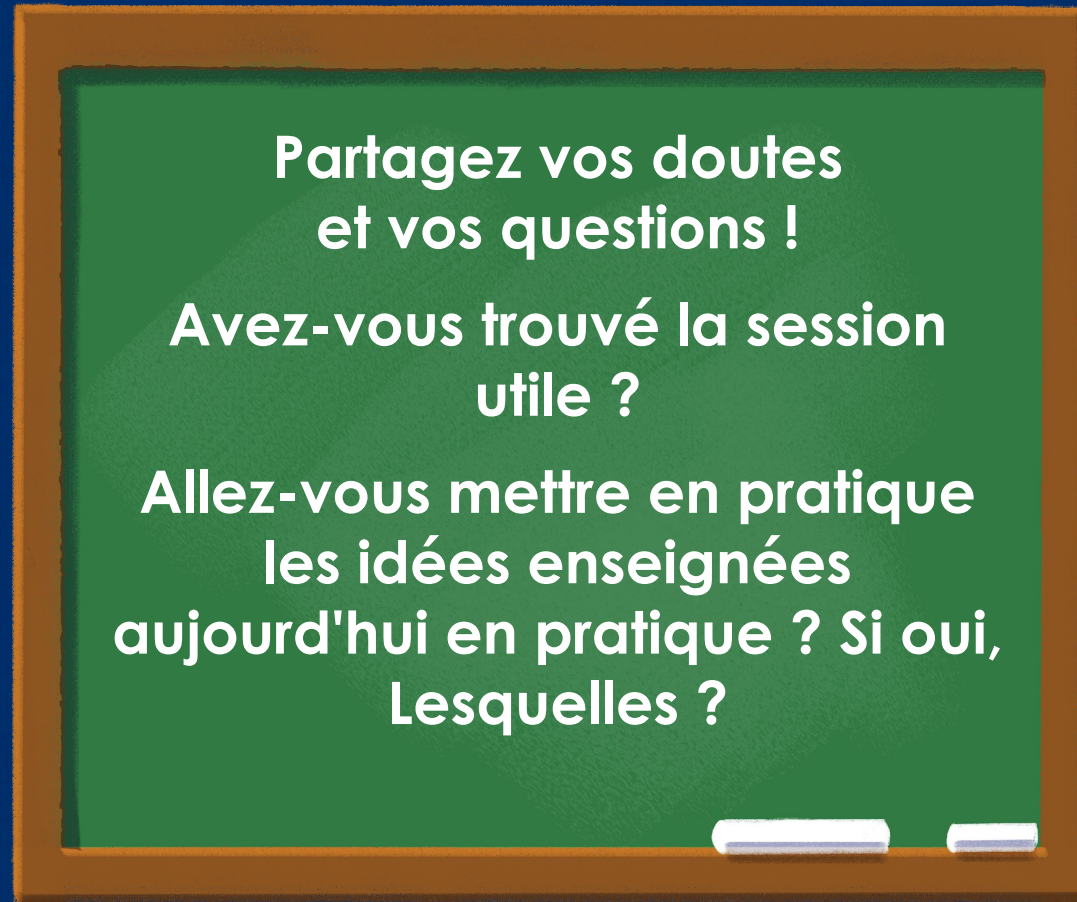 Partagez vos doutes
et vos questions !
Avez-vous trouvé la session
utile ?
Allez-vous mettre en pratique
les idées enseignées
aujourd'hui en pratique ? Si oui,
Lesquelles ?